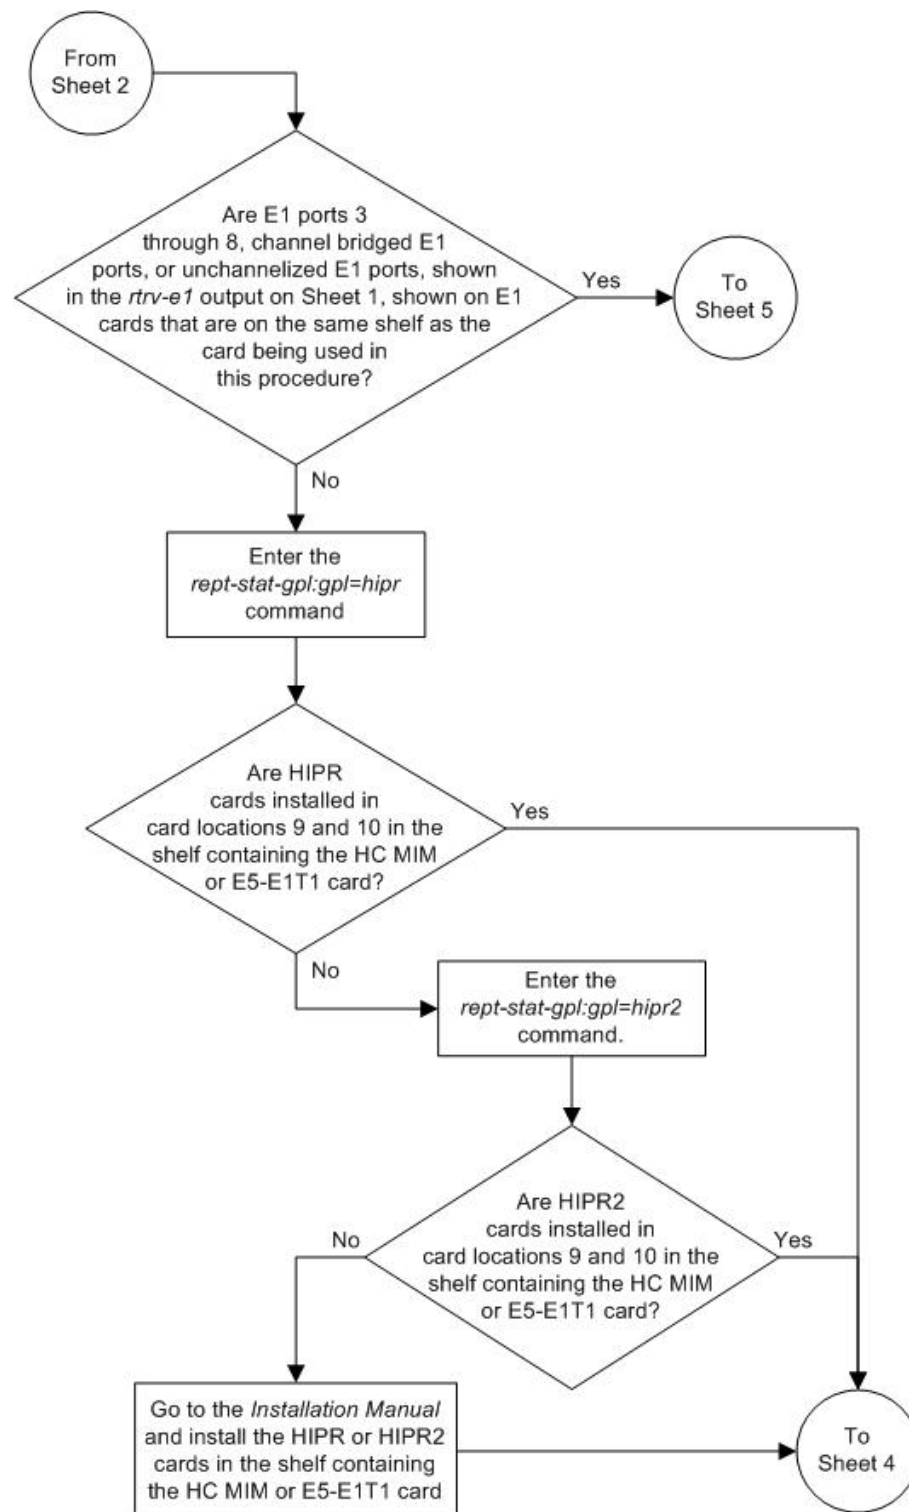 From
Sheet 2
Are E1 ports 3
through 8, channel bridged E1
ports, or unchannelized E1 ports, shown
in the rtrv-e1 output on Sheet 1, shown on E1
cards that are on the same shelf as the
card being used in
this procedure?
Yes
To
Sheet 5
No
Enter the
rept-stat-gpl:gpl=hipr
command
Are HIPR
cards installed in
card locations 9 and 10 in the
shelf containing the HC MIM
or E5-E1T1 card?
Yes
No
Enter the
rept-stat-gpl:gpl=hipr2
command.
Are HIPR2
cards installed in
card locations 9 and 10 in the
shelf containing the HC MIM
or E5-E1T1 card?
No
Yes
Go to the Installation Manual
and install the HIPR or HIPR2
cards in the shelf containing
the HC MIM or E5-E1T1 card
To
Sheet 4